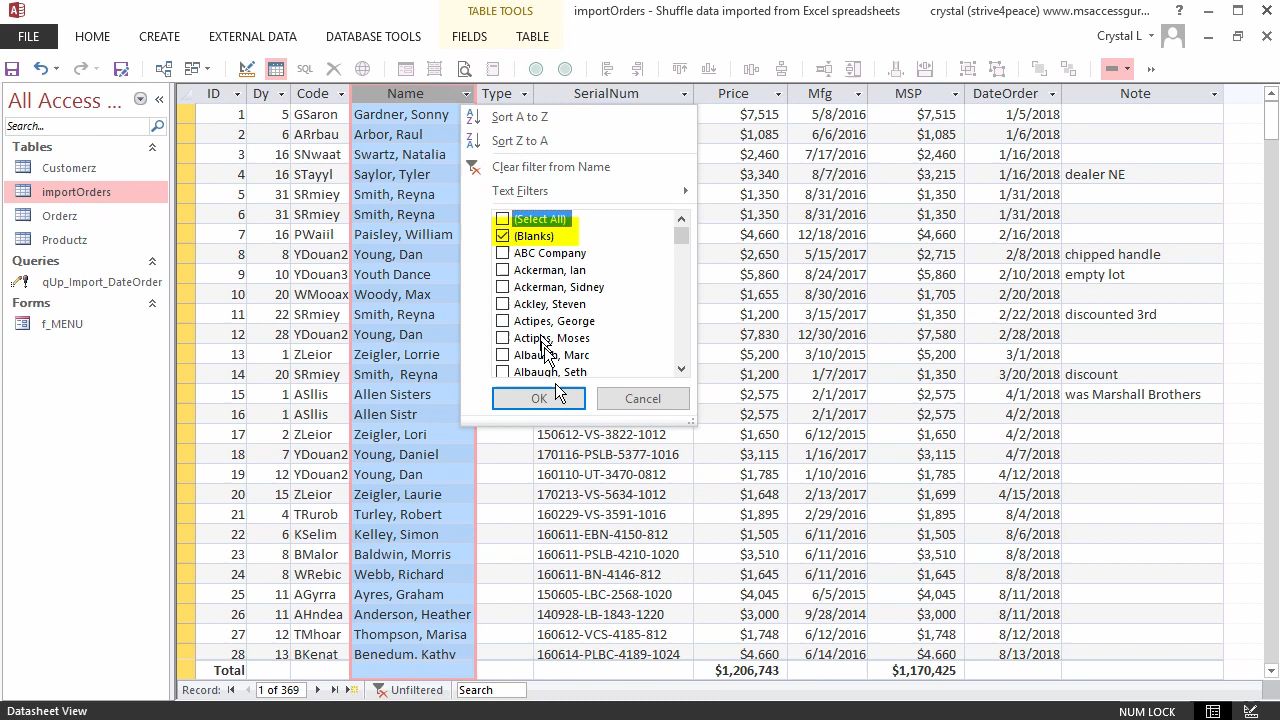 TABLE TOOLS
importOrders - Shuffle data imported from Excel spreadsheets
crystal (strive4peace) www.msaccessgur...
?
FILE
HOME
CREATE
EXTERNAL DATA
DATABASE TOOLS
FIELDS
TABLE
Crystal L
SQL
All Access ...
Search...
Tables
Customerz
importOrders
Orderz
Productz
Queries
qUp_Import_DateOrder
Forms
f_MENU
ID Dy Code Name Type SerialNum Price Mfg MSP DateOrder Note
1 5 GSaron Gardner, Sonny $7,515 5/8/2016 $7,515 1/5/2018
2 6 ARrbau Arbor, Raul $1,085 6/6/2016 $1,085 1/6/2018
3 16 SNwaat Swartz, Natalia $2,460 7/17/2016 $2,460 1/16/2018
4 16 STayyl Saylor, Tyler $3,340 8/7/2016 $3,215 1/16/2018 dealer NE
5 31 SRmiey Smith, Reyna $1,350 8/31/2016 $1,350 1/31/2018
6 31 SRmiey Smith, Reyna $1,350 8/31/2016 $1,350 1/31/2018
7 16 PWaiil Paisley, William $4,660 12/18/2016 $4,660 2/16/2018
8 8 YDouan2 Young, Dan $2,650 5/15/2017 $2,715 2/8/2018 chipped handle
9 10 YDouan3 Youth Dance $5,860 8/24/2017 $5,860 2/10/2018 empty lot
10 20 WMooax Woody, Max $1,655 8/30/2016 $1,705 2/20/2018
11 22 SRmiey Smith, Reyna $1,200 3/15/2017 $1,350 2/22/2018 discounted 3rd
12 28 YDouan2 Young, Dan $7,830 12/30/2016 $7,580 2/28/2018
13 1 ZLeior Zeigler, Lorrie $5,200 3/10/2015 $5,200 3/1/2018
14 20 SRmiey Smith, Reyna $1,200 1/7/2017 $1,350 3/20/2018 discount
15 1 ASllis Allen Sisters $2,575 2/1/2017 $2,575 4/1/2018 was Marshall Brothers
16 1 ASllis Allen Sistr $2,575 2/1/2017 $2,575 4/2/2018
17 2 ZLeior Zeigler, Lori 150612-VS-3822-1012 $1,650 6/12/2015 $1,650 4/2/2018
18 7 YDouan2 Young, Daniel 170116-PSLB-5377-1016 $3,115 1/16/2017 $3,115 4/7/2018
19 12 YDouan2 Young, Dan 160110-UT-3470-0812 $1,785 1/10/2016 $1,785 4/12/2018
20 15 ZLeior Zeigler, Laurie 170213-VS-5634-1012 $1,648 2/13/2017 $1,699 4/15/2018
21 4 TRurob Turley, Robert 160229-VS-3591-1016 $1,895 2/29/2016 $1,895 8/4/2018
22 6 KSelim Kelley, Simon 160611-EBN-4150-812 $1,505 6/11/2016 $1,505 8/6/2018
23 8 BMalor Baldwin, Morris 160611-PSLB-4210-1020 $3,510 6/11/2016 $3,510 8/8/2018
24 8 WRebic Webb, Richard 160611-BN-4146-812 $1,645 6/11/2016 $1,645 8/8/2018
25 11 AGyrra Ayres, Graham 150605-LBC-2568-1020 $4,045 6/5/2015 $4,045 8/11/2018
26 11 AHndea Anderson, Heather 140928-LB-1843-1220 $3,000 9/28/2014 $3,000 8/11/2018
27 12 TMhoar Thompson, Marisa 160612-VCS-4185-812 $1,748 6/12/2016 $1,748 8/12/2018
28 13 BKenat Benedum, Kathy 160614-PLBC-4189-1024 $4,660 6/14/2016 $4,660 8/13/2018
Total $1,206,743 $1,170,425
Sort A to Z
Sort Z to A
Clear filter from Name
Text Filters
(Select All)
(Blanks)
ABC Company
Ackerman, Ian
Ackerman, Sidney
Ackley, Steven
Actipes, George
Actipes, Moses
Albaugh, Marc
Albaugh, Seth
OK
Cancel
Record: 1 of 369 Unfiltered Search
Datasheet View
NUM LOCK